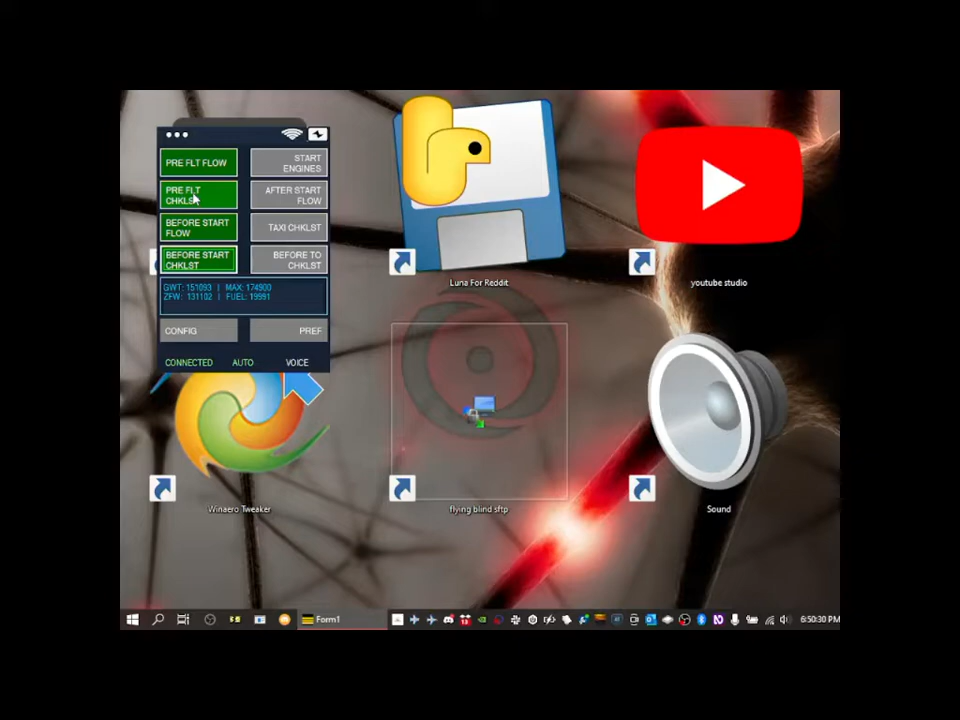 PRE FLT FLOW
START
ENGINES
PRE FLT
CHKLST
AFTER START
FLOW
BEFORE START
FLOW
TAXI CHKLST
BEFORE START
CHKLST
BEFORE TO
CHKLST
GWT: 151093 | MAX: 174900
ZFW: 131102 | FUEL: 19991
CONFIG
PREF
CONNECTED
AUTO
VOICE
Luna For Reddit
youtube studio
Winaero Tweaker
flying blind sftp
Sound
Form1
6:50:30 PM